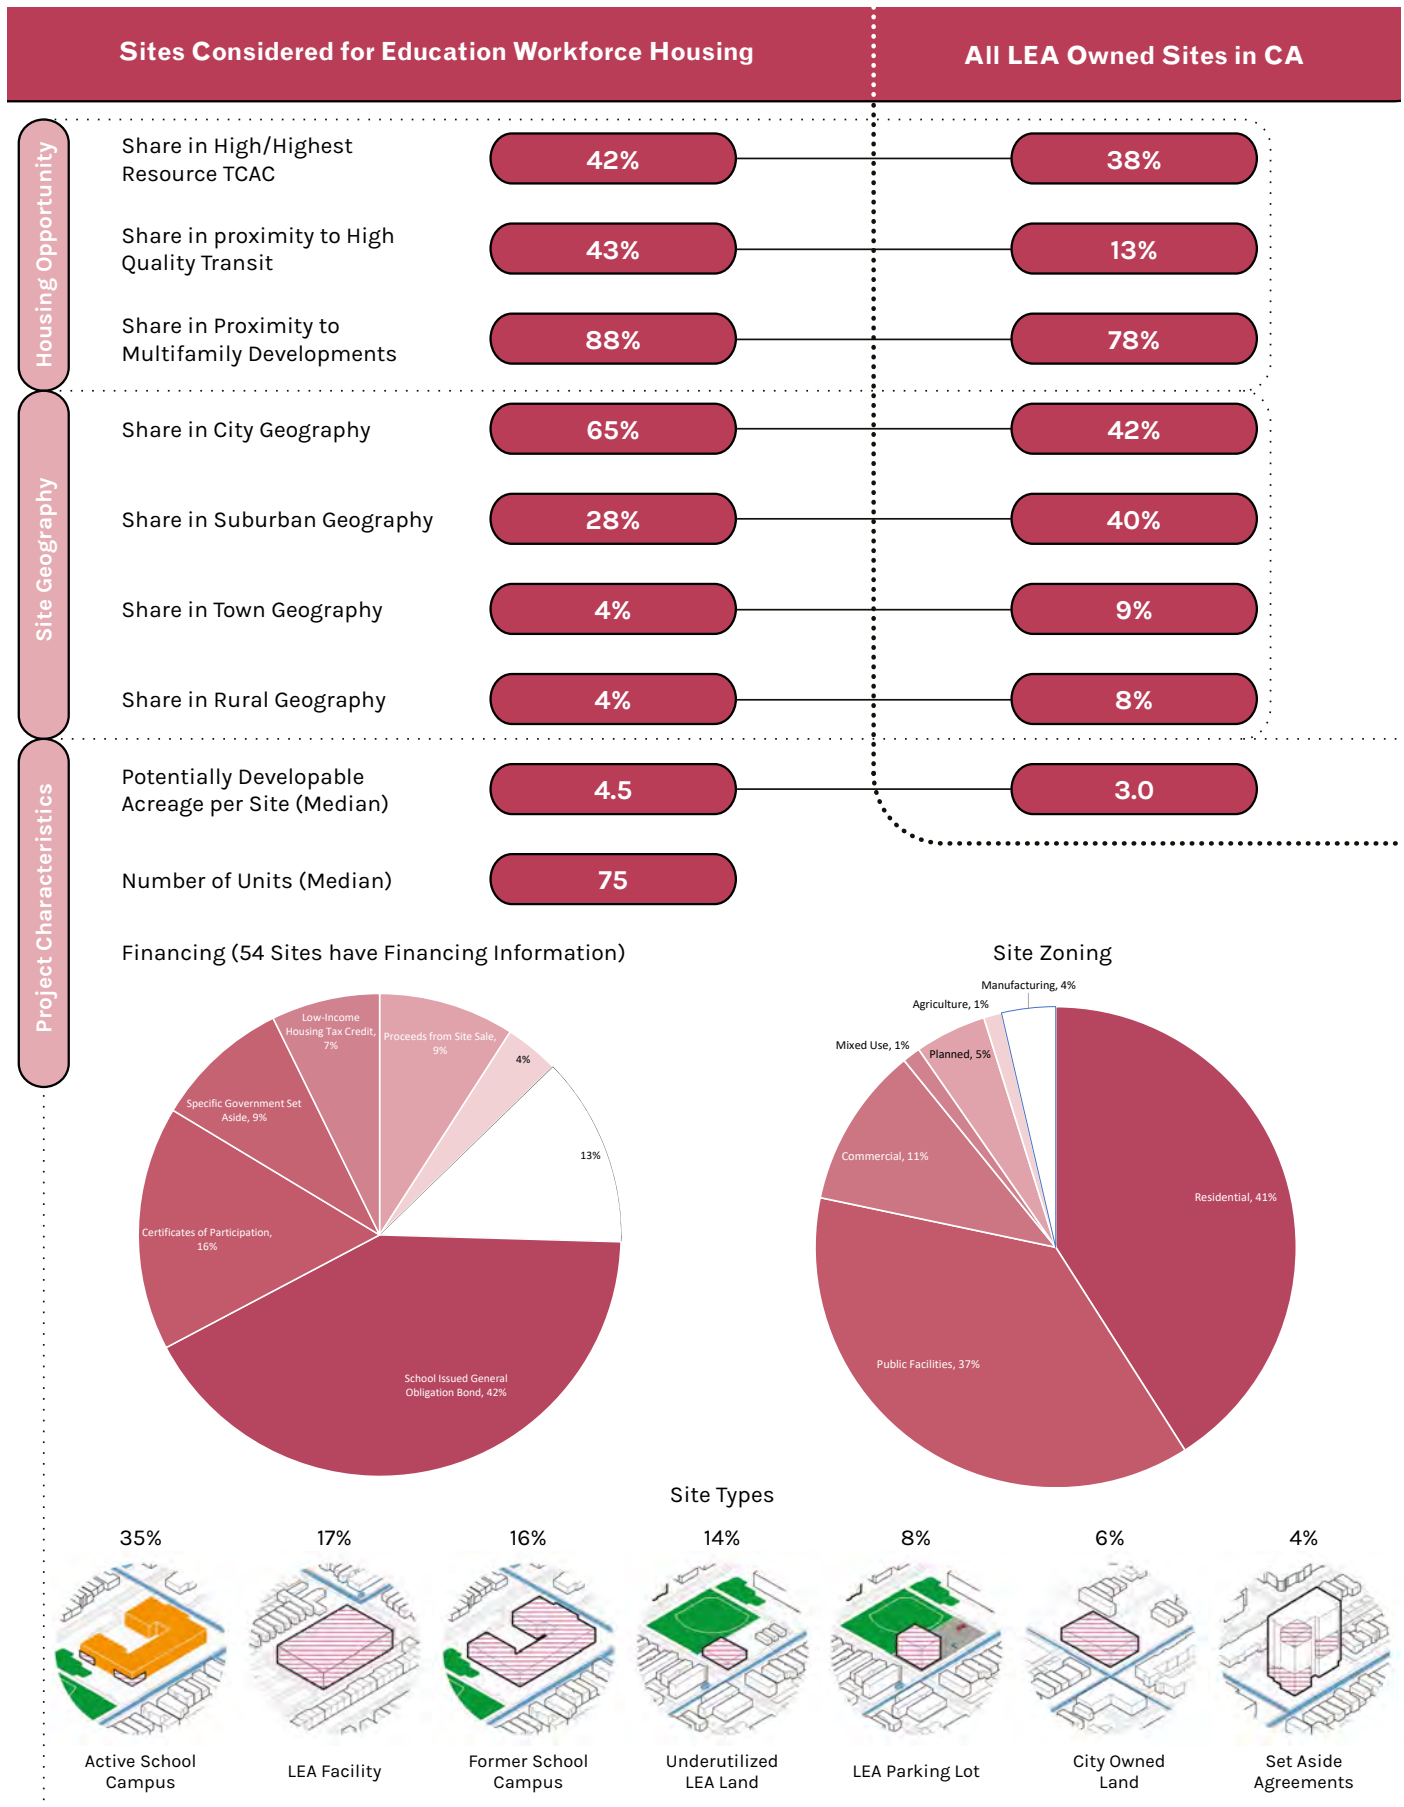 Sites Considered for Education Workforce Housing
All LEA Owned Sites in CA
Housing Opportunity
Share in High/Highest
Resource TCAC
42%
38%
Share in proximity to High
Quality Transit
43%
13%
Share in Proximity to
Multifamily Developments
88%
78%
Site Geography
Share in City Geography
65%
42%
Share in Suburban Geography
28%
40%
Share in Town Geography
4%
9%
Share in Rural Geography
4%
8%
Project Characteristics
Potentially Developable
Acreage per Site (Median)
4.5
3.0
Number of Units (Median)
75
Financing (54 Sites have Financing Information)
Low-Income
Housing Tax Credit,
7%
Proceeds from Site Sale,
9%
4%
13%
Specific Government Set
Aside, 9%
Certificates of Participation,
16%
School Issued General
Obligation Bond, 42%
Site Zoning
Manufacturing, 4%
Agriculture, 1%
Mixed Use, 1%
Planned, 5%
Commercial, 11%
Residential, 41%
Public Facilities, 37%
Site Types
35%
17%
16%
14%
8%
6%
4%
Active School
Campus
LEA Facility
Former School
Campus
Underutilized
LEA Land
LEA Parking Lot
City Owned
Land
Set Aside
Agreements